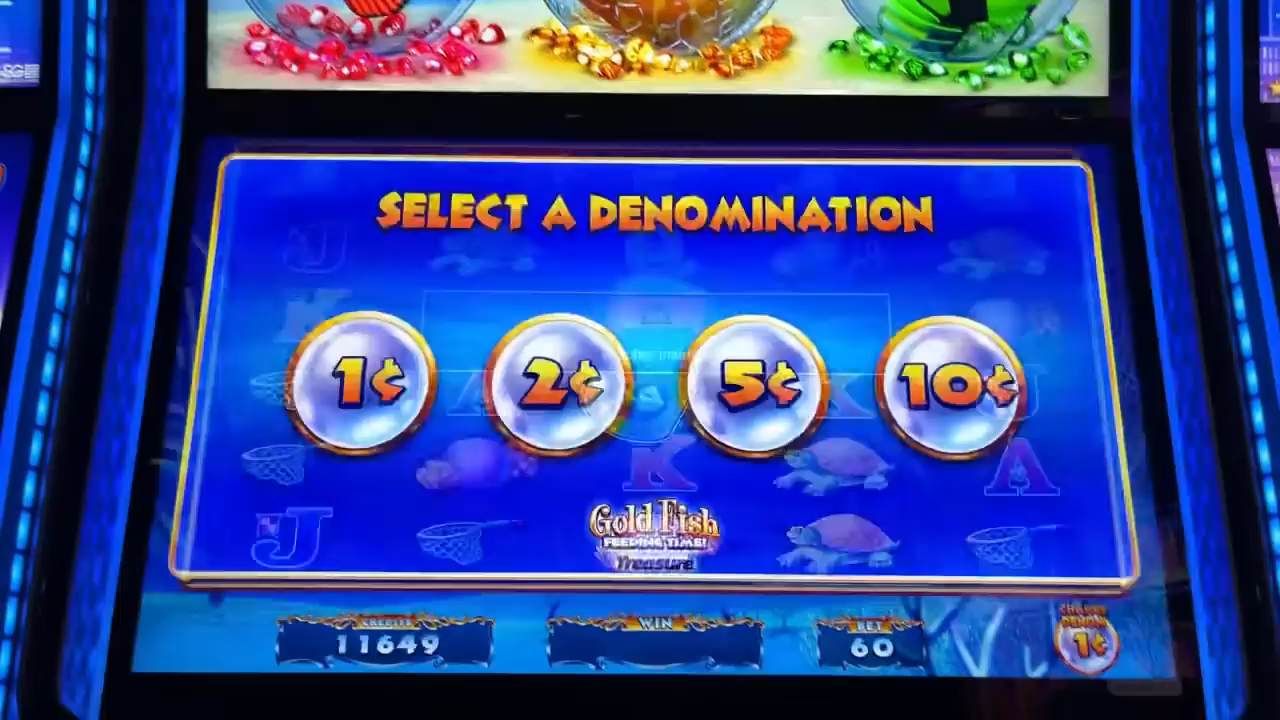 SELECT A DENOMINATION
1¢ 2¢ 5¢ 10¢
J
K
A K
K A
J
Gold Fish
FEEDING TIME!
Treasure
CREDITS WIN BET
11649 60
CHANGE
DENOM
1¢